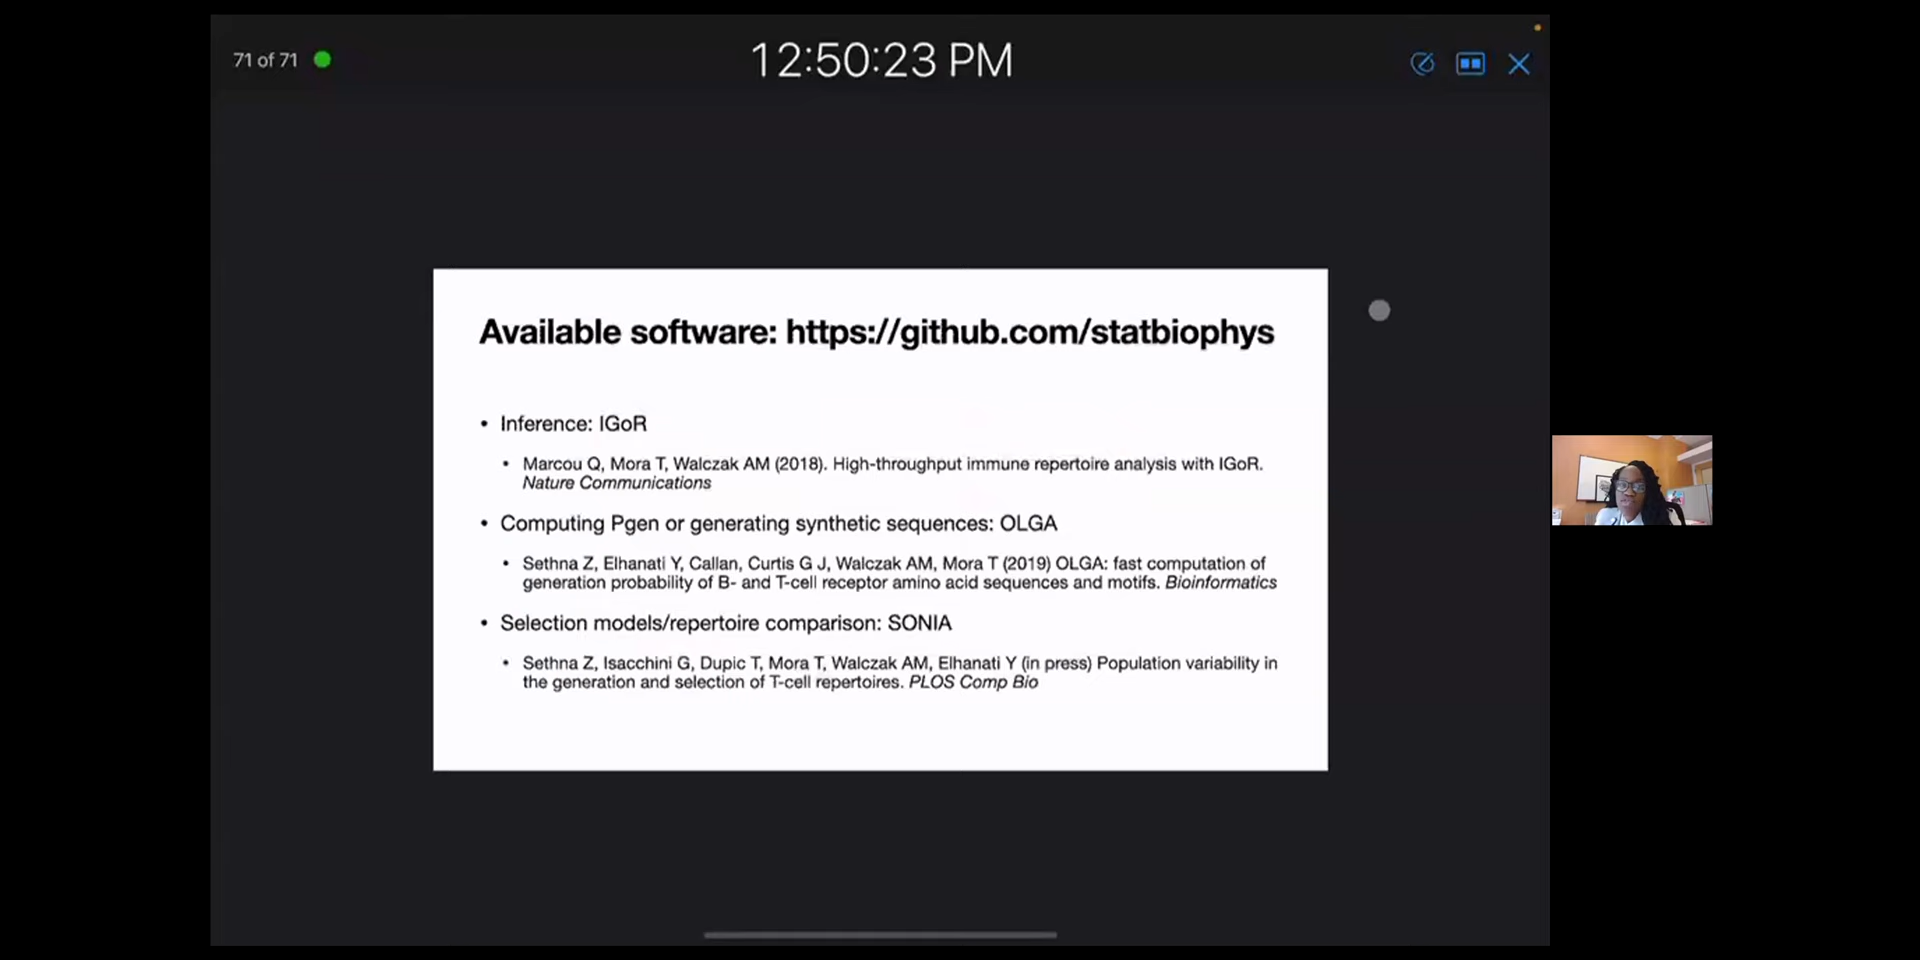 71 of 71
12:50:23 PM
Available software: https://github.com/statbiophys
• Inference: IGoR
• Marcou Q, Mora T, Walczak AM (2018). High-throughput immune repertoire analysis with IGoR.
Nature Communications
• Computing Pgen or generating synthetic sequences: OLGA
• Sethna Z, Elhanati Y, Callan, Curtis G J, Walczak AM, Mora T (2019) OLGA: fast computation of
generation probability of B- and T-cell receptor amino acid sequences and motifs. Bioinformatics
• Selection models/repertoire comparison: SONIA
• Sethna Z, Isacchini G, Dupic T, Mora T, Walczak AM, Elhanati Y (in press) Population variability in
the generation and selection of T-cell repertoires. PLOS Comp Bio